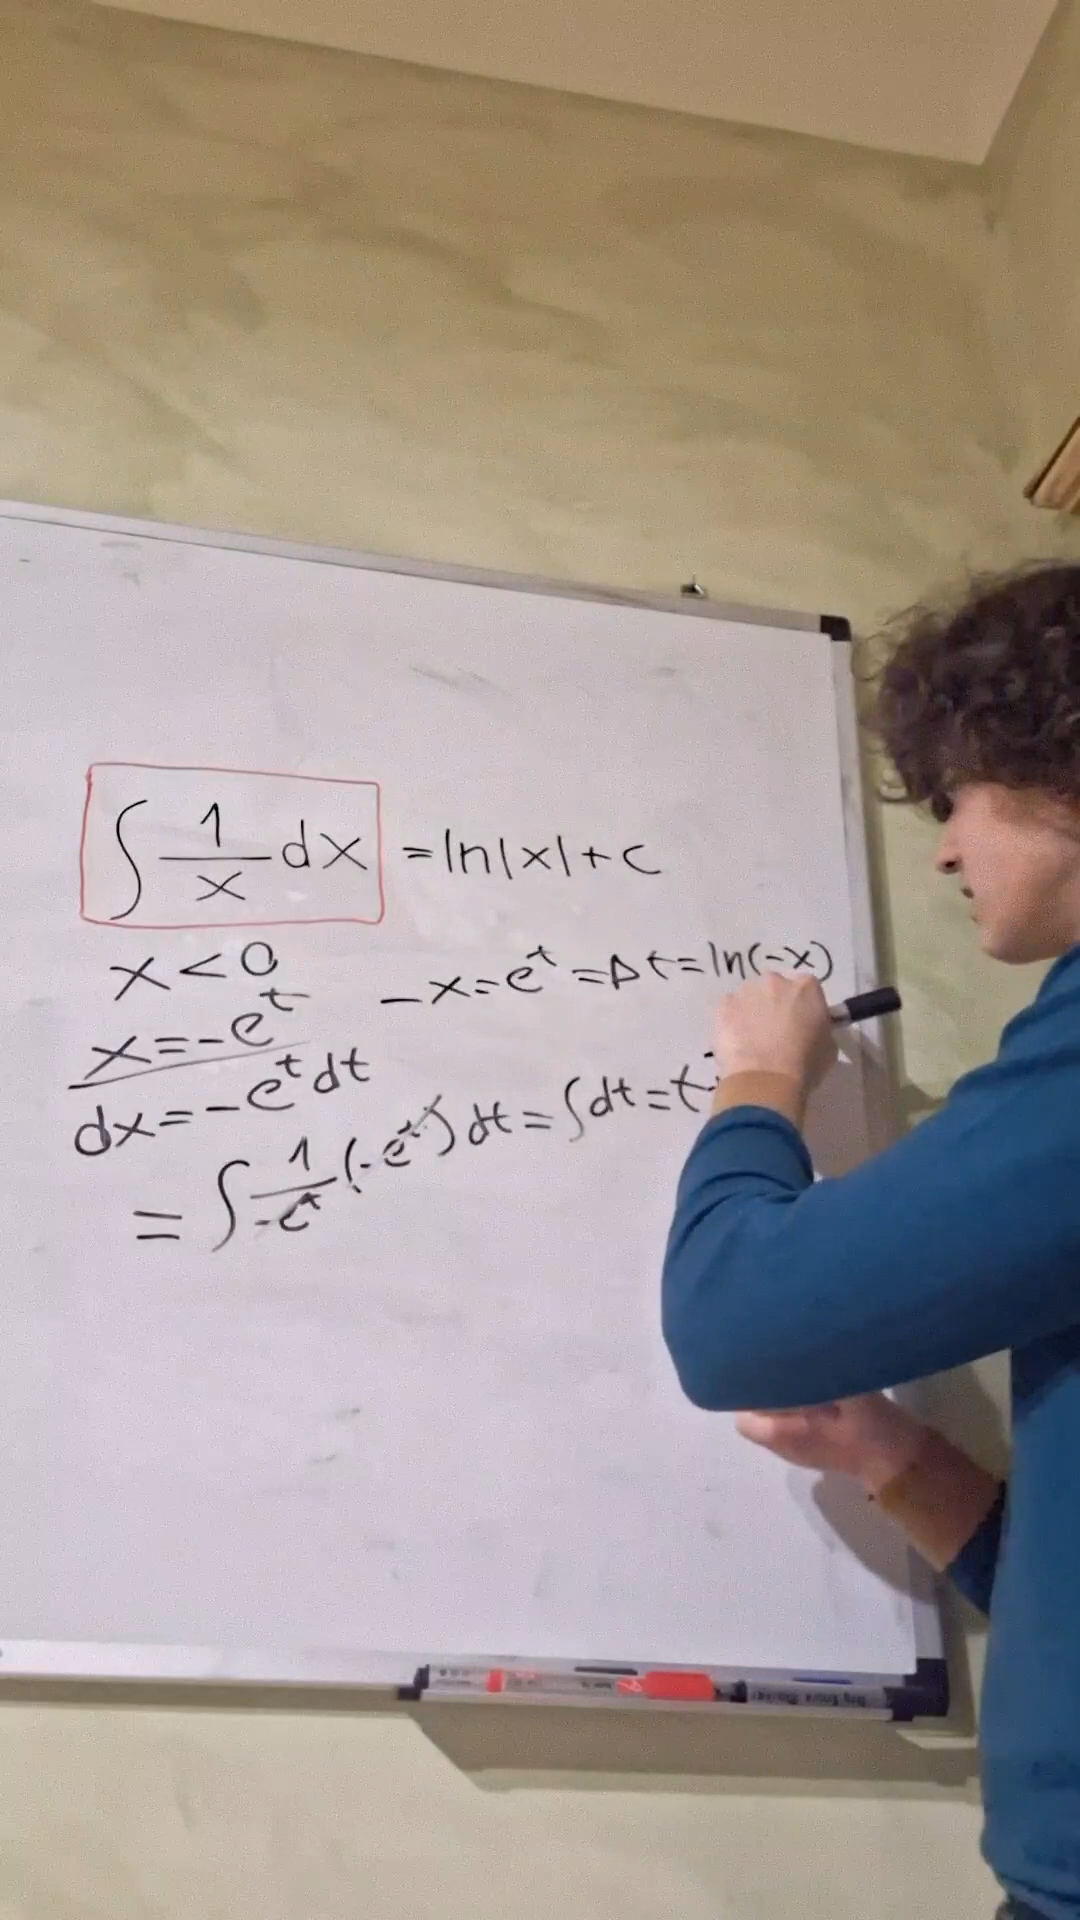 ∫ 1/x dx = ln|x| + c
x < 0
x = -e^t
-x = e^t => t = ln(-x)
dx = -e^t dt
= ∫ 1/-e^t (-e^t) dt = ∫ dt = t